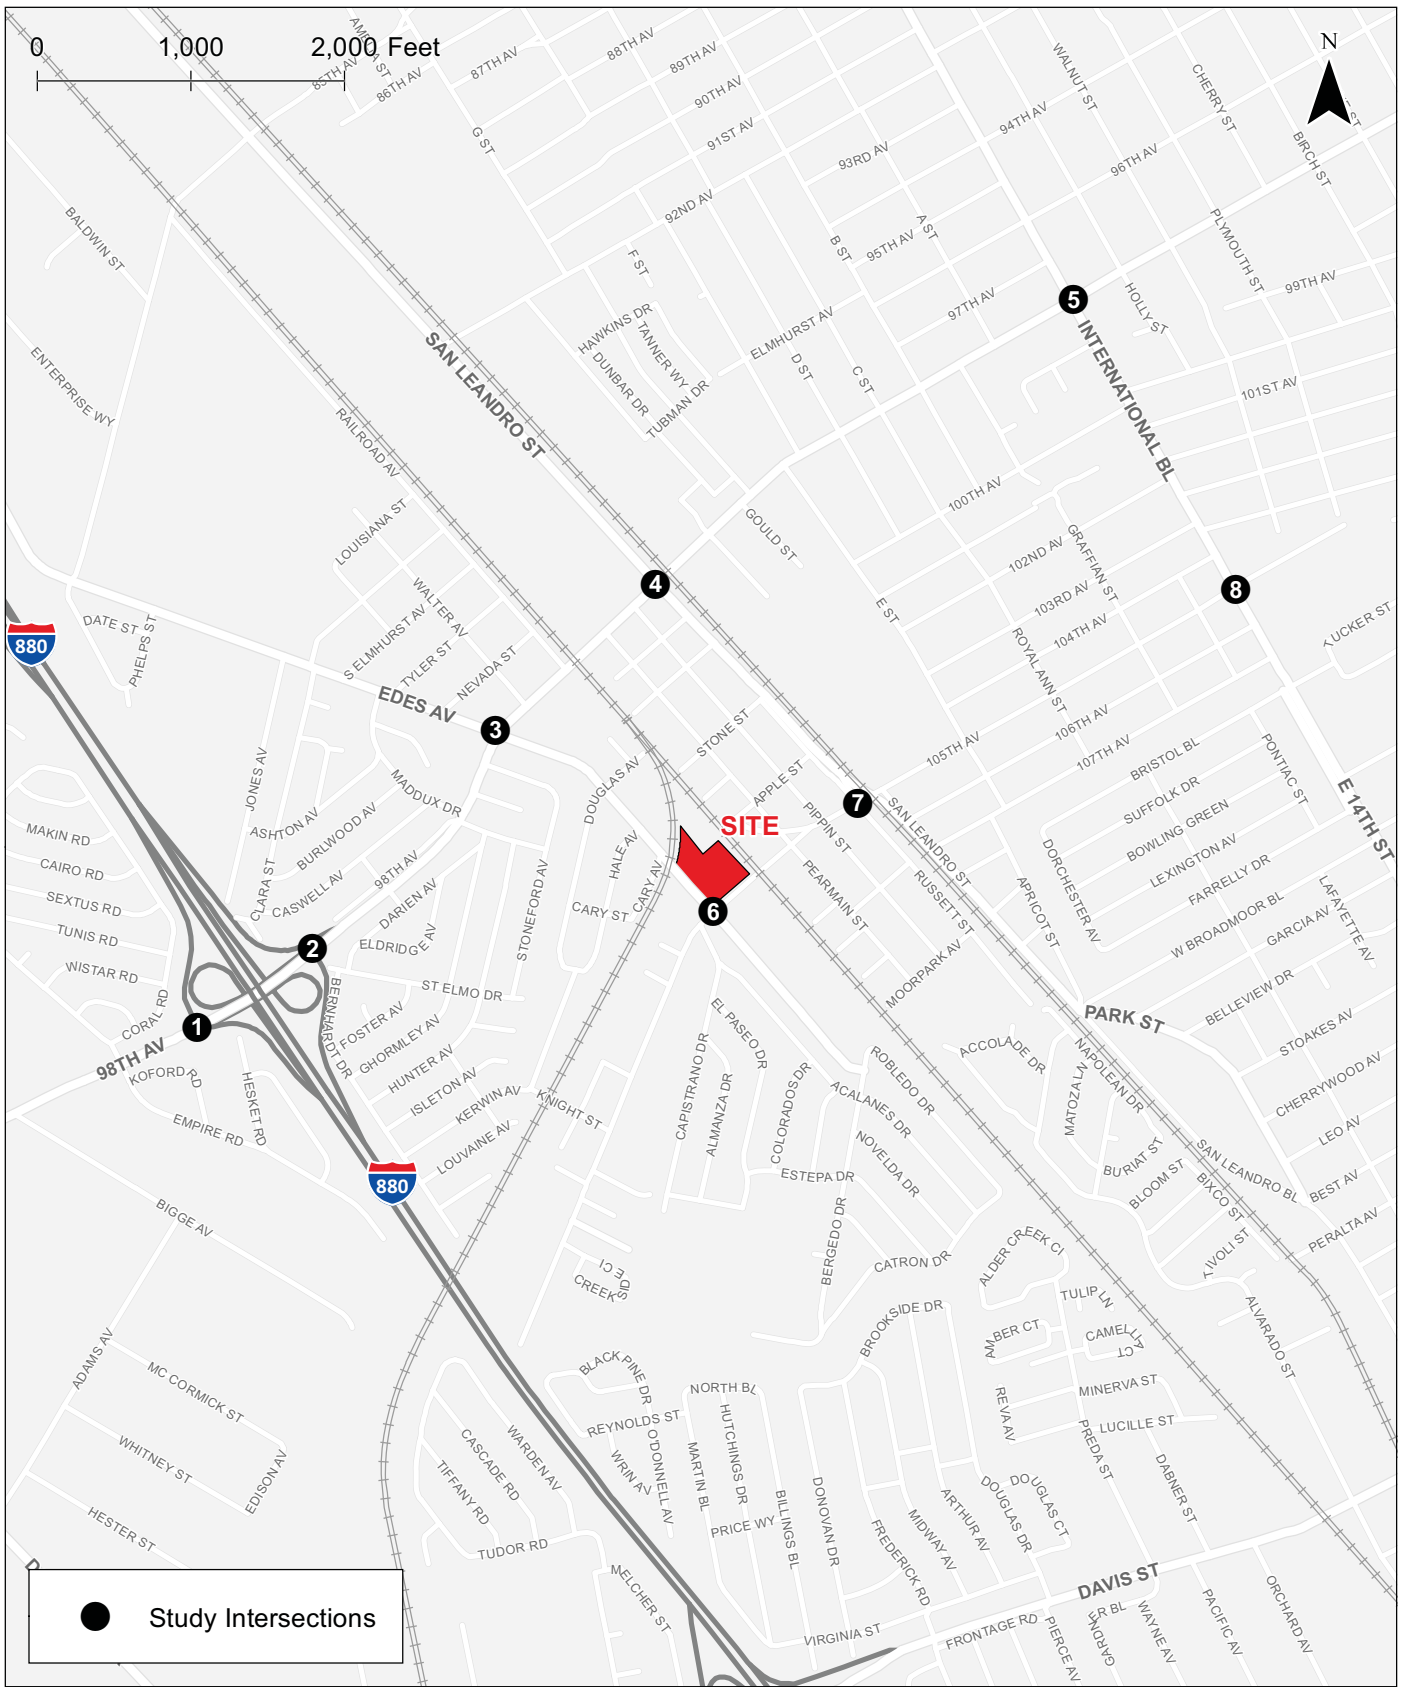 0 1,000 2,000 Feet
N
AMELIA ST
85TH AV
86TH AV
87TH AV
88TH AV
89TH AV
90TH AV
91ST AV
92ND AV
93RD AV
94TH AV
95TH AV
96TH AV
97TH AV
99TH AV
WALNUT ST
CHERRY ST
BIRCH ST
PLYMOUTH ST
HOLLY ST
G ST
F ST
A ST
B ST
C ST
D ST
E ST
BALDWIN ST
ENTERPRISE WY
HAWKINS DR
TANNER WY
DUNBAR DR
TUBMAN DR
ELMHURST AV
SAN LEANDRO ST
RAILROAD AV
5
INTERNATIONAL BL
101ST AV
100TH AV
GOULD ST
102ND AV
GRAFFIAN ST
103RD AV
104TH AV
ROYAL ANN ST
8
TUCKER ST
LOUISIANA ST
WALTER AV
S ELMHURST AV
TYLER ST
NEVADA ST
4
DATE ST
PHELPS ST
880
EDES AV
3
JONES AV
MADDUX DR
ASHTON AV
BURLWOOD AV
CLARA ST
CASWELL AV
98TH AV
DARIEN AV
ELDRIDGE AV
STONEFORD AV
DOUGLAS AV
HALE AV
CARY AV
CARY ST
STONE ST
APPLE ST
PIPPIN ST
PEARMAIN ST
SITE
6
7
SAN LEANDRO ST
RUSSETT ST
MOORPARK AV
105TH AV
106TH AV
107TH AV
BRISTOL BL
SUFFOLK DR
BOWLING GREEN
LEXINGTON AV
FARRELLY DR
W BROADMOOR BL
GARCIA AV
LAFAYETTE AV
BELLEVIEW DR
STOAKES AV
CHERRYWOOD AV
LEO AV
BEST AV
PERALTA AV
PONTIAC ST
E 14TH ST
DORCHESTER AV
APRICOT ST
PARK ST
MAKIN RD
CAIRO RD
SEXTUS RD
TUNIS RD
WISTAR RD
CORAL RD
2
1
98TH AV
KOFORD RD
HESKET RD
EMPIRE RD
BERNHARDT DR
ST ELMO DR
FOSTER AV
GHORMLEY AV
HUNTER AV
ISLETON AV
KERWIN AV
LOUVAINE AV
KNIGHT ST
880
EL PASEO DR
CAPISTRANO DR
ALMANZA DR
COLORADOS DR
ROBLEDO DR
ACALANES DR
NOVELDA DR
ESTEPA DR
BERGEDO DR
CATRON DR
ACCOLADE DR
NAPOLEAN DR
MATOZA LN
BURIAT ST
BLOOM ST
BIXCO ST
TIVOLI ST
SAN LEANDRO BL
ALVARADO ST
BIGGE AV
ADAMS AV
MC CORMICK ST
WHITNEY ST
EDISON AV
HESTER ST
CREEKSIDE CI
ALDER CREEK CI
TULIP LN
AMBER CT
CAMELLIA CT
BROOKSIDE DR
MINERVA ST
LUCILLE ST
REVA AV
PREDA ST
DABNER ST
BLACK PINE DR
NORTH BL
REYNOLDS ST
HUTCHINGS DR
O'DONNELL AV
WRIN AV
MARTIN BL
BILLINGS BL
PRICE WY
DONOVAN DR
FREDERICK RD
MIDWAY AV
ARTHUR AV
DOUGLAS DR
DOUGLAS CT
CASCADE RD
WARDEN AV
TIFFANY RD
TUDOR RD
MELCHER ST
VIRGINIA ST
DAVIS ST
FRONTAGE RD
PIERCE AV
WAYNE AV
PACIFIC AV
ORCHARD AV
Study Intersections